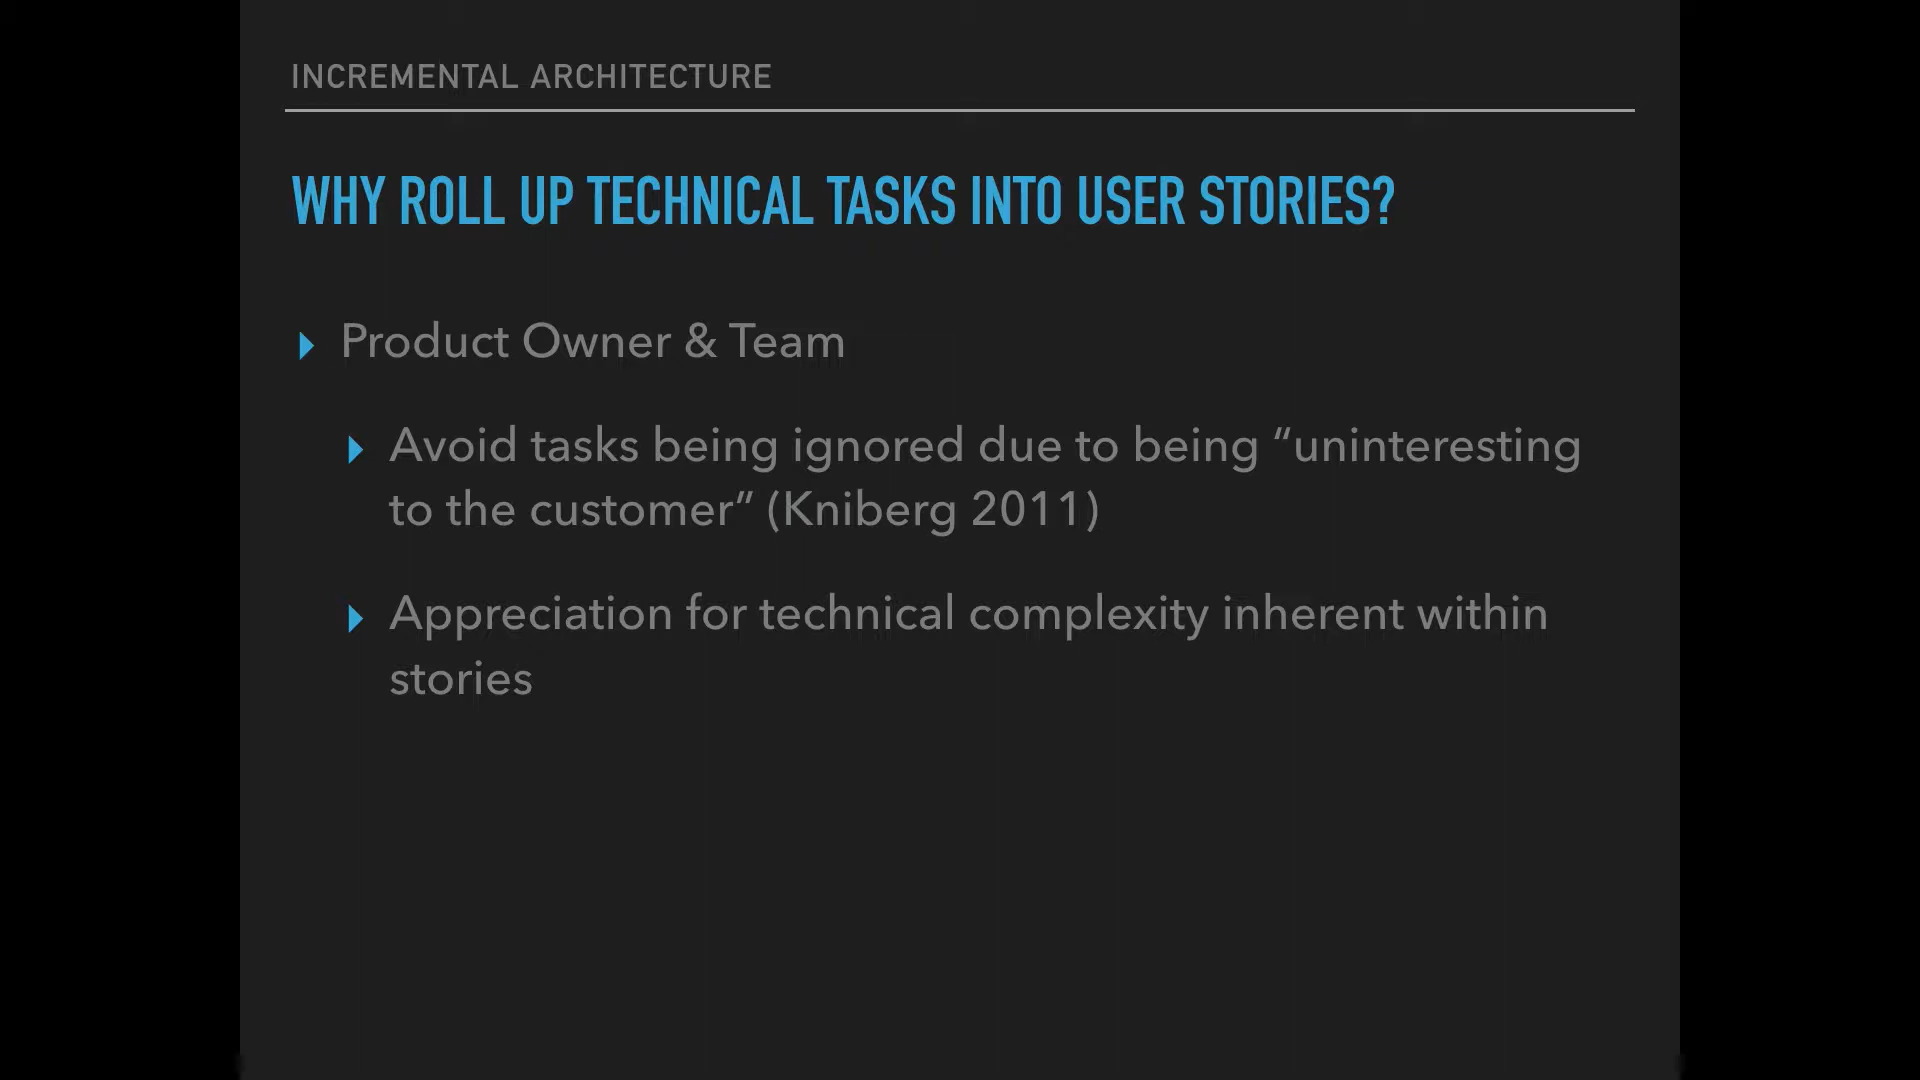 INCREMENTAL ARCHITECTURE
WHY ROLL UP TECHNICAL TASKS INTO USER STORIES?
Product Owner & Team
Avoid tasks being ignored due to being “uninteresting
to the customer” (Kniberg 2011)
Appreciation for technical complexity inherent within
stories